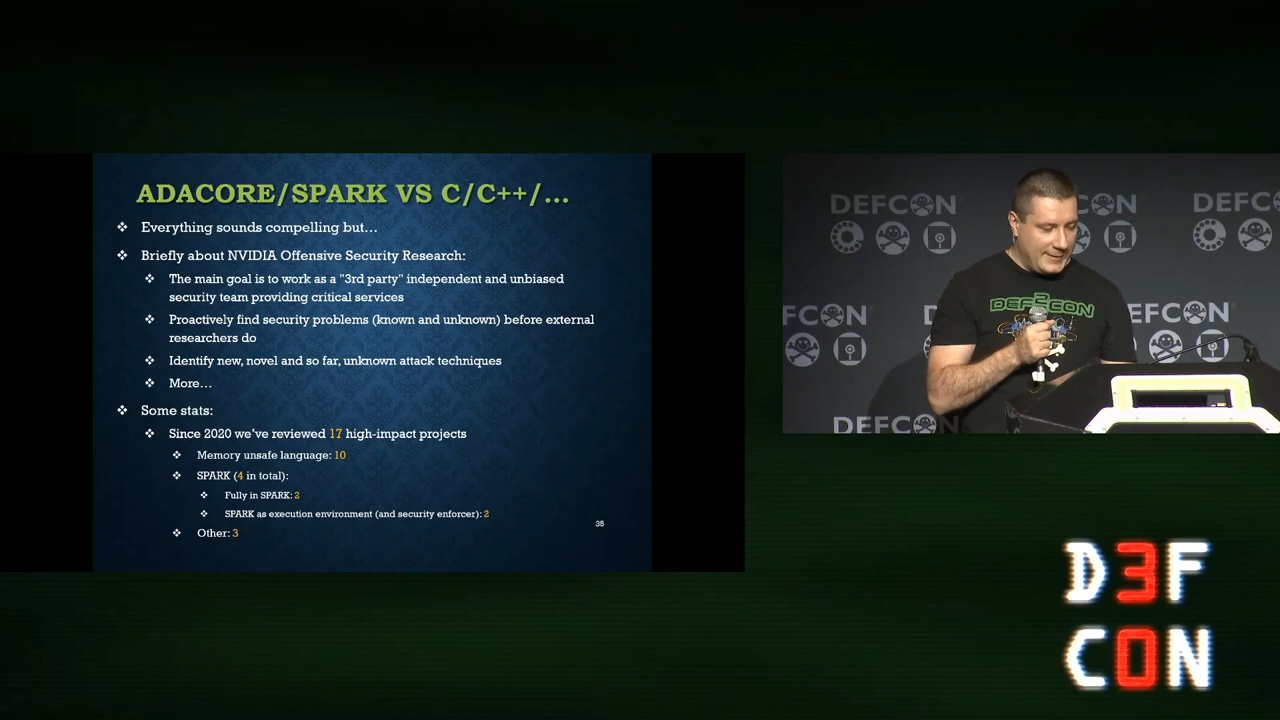 ADACORE/SPARK VS C/C++/...
Everything sounds compelling but...
Briefly about NVIDIA Offensive Security Research:
The main goal is to work as a "3rd party" independent and unbiased
security team providing critical services
Proactively find security problems (known and unknown) before external
researchers do
Identify new, novel and so far, unknown attack techniques
More...
Some stats:
Since 2020 we've reviewed 17 high-impact projects
Memory unsafe language: 10
SPARK (4 in total):
Fully in SPARK: 2
SPARK as execution environment (and security enforcer): 2
35
Other: 3
DEFCON
CON
DEFCON
FCON
EFCON
DEFCON
DEF2CON
D3F
C0N